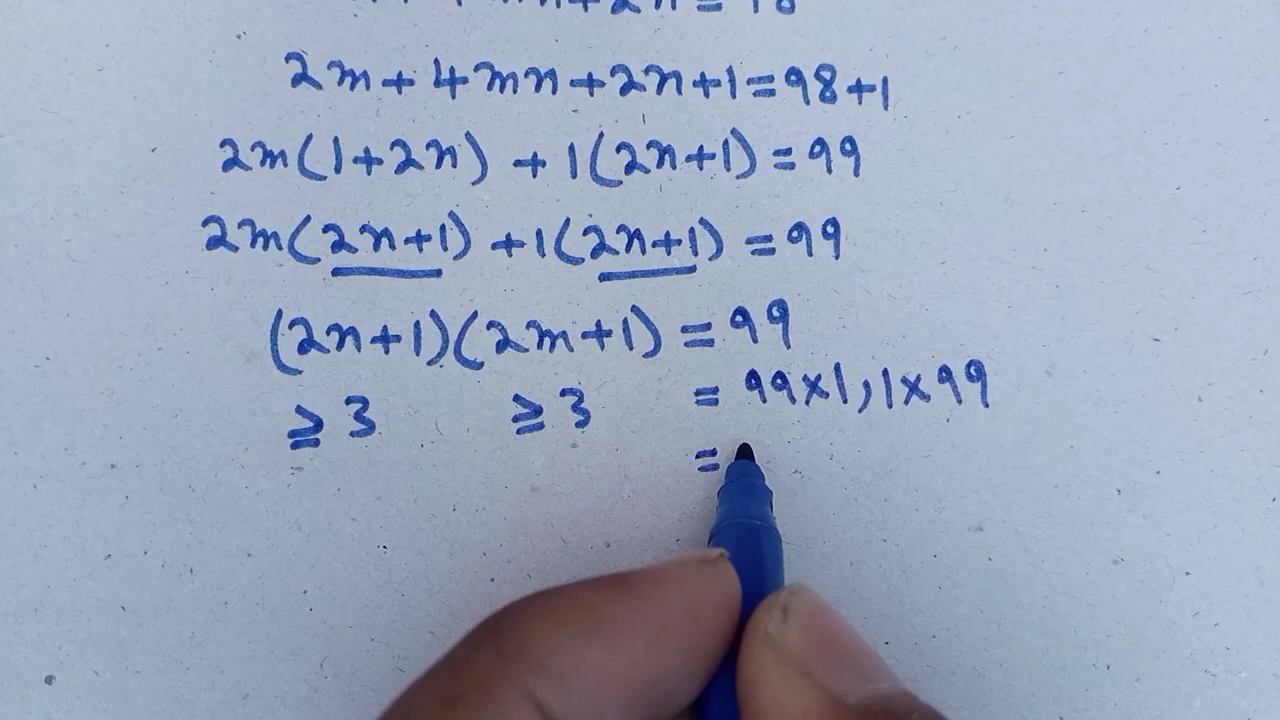 2m+4mn+2n+1=98+1
2m(1+2n) +1(2n+1)=99
2m(2n+1) +1(2n+1) =99
(2n+1)(2m+1) =99
≥3 ≥3 = 99×1,1×99
=